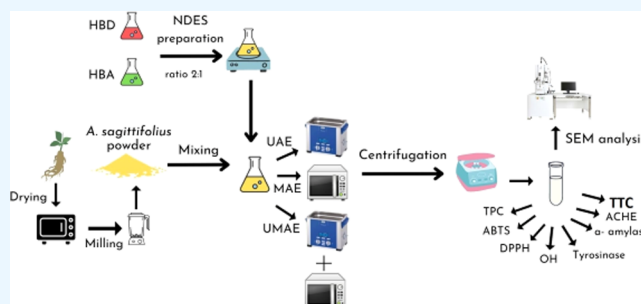 HBD
HBA
NDES
preparation
ratio 2:1
A. sagittifolius
powder
Mixing
Drying
Milling
UAE
MAE
UMAE
+
Centrifugation
SEM analysis
TPC
ABTS
DPPH
OH
Tyrosinase
α- amylas
ACHE
TTC